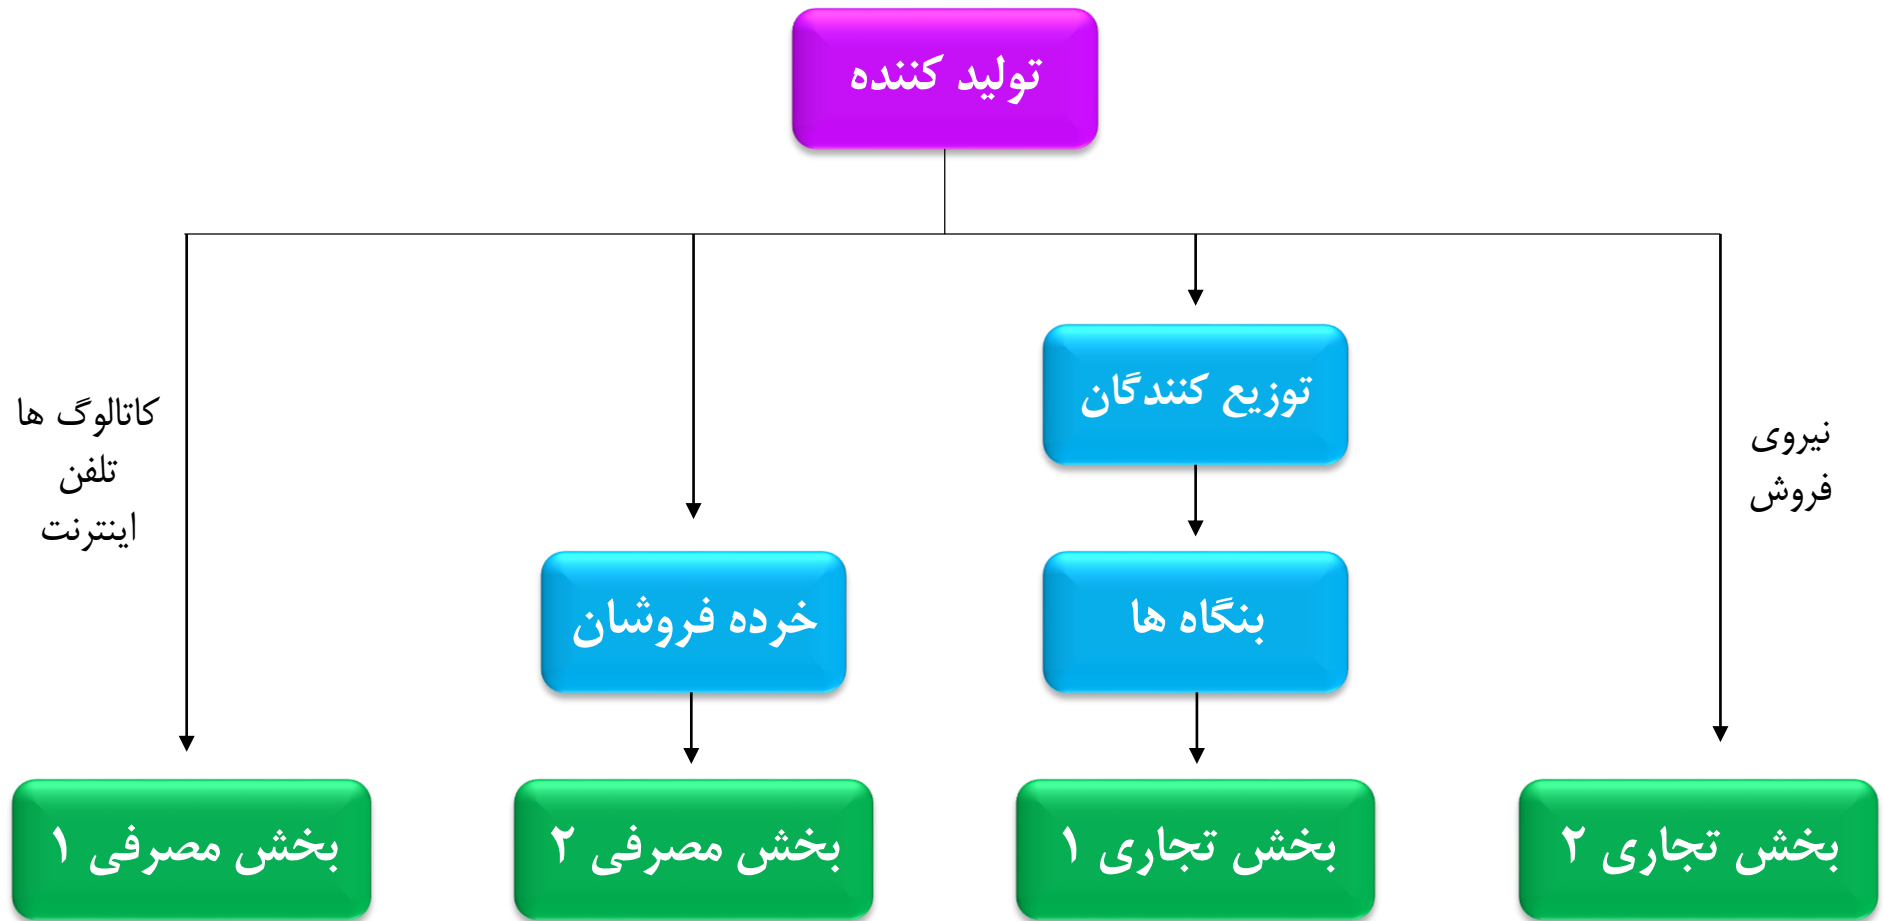 تولید کننده
توزیع کنندگان
نیروی
فروش
کاتالوگ ها
تلفن
اینترنت
بنگاه ها
خرده فروشان
بخش تجاری ۲
بخش تجاری ۱
بخش مصرفی ۲
بخش مصرفی ۱